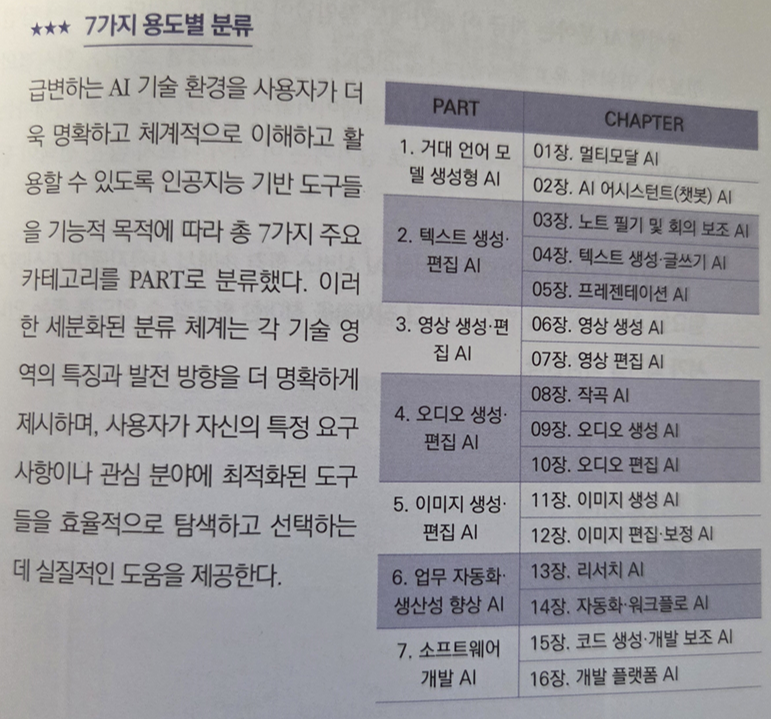 ★★★ 7가지 용도별 분류
급변하는 AI 기술 환경을 사용자가 더
욱 명확하고 체계적으로 이해하고 활
용할 수 있도록 인공지능 기반 도구들
을 기능적 목적에 따라 총 7가지 주요
카테고리를 PART로 분류했다. 이러
한 세분화된 분류 체계는 각 기술 영
역의 특징과 발전 방향을 더 명확하게
제시하며, 사용자가 자신의 특정 요구
사항이나 관심 분야에 최적화된 도구
들을 효율적으로 탐색하고 선택하는
데 실질적인 도움을 제공한다.
PART CHAPTER
1. 거대 언어 모
델 생성형 AI
01장. 멀티모달 AI
02장. AI 어시스턴트(챗봇) AI
2. 텍스트 생성·
편집 AI
03장. 노트 필기 및 회의 보조 AI
04장. 텍스트 생성·글쓰기 AI
05장. 프레젠테이션 AI
3. 영상 생성·편
집 AI
06장. 영상 생성 AI
07장. 영상 편집 AI
4. 오디오 생성·
편집 AI
08장. 작곡 AI
09장. 오디오 생성 AI
10장. 오디오 편집 AI
5. 이미지 생성·
편집 AI
11장. 이미지 생성 AI
12장. 이미지 편집·보정 AI
6. 업무 자동화·
생산성 향상 AI
13장. 리서치 AI
14장. 자동화·워크플로 AI
7. 소프트웨어
개발 AI
15장. 코드 생성·개발 보조 AI
16장. 개발 플랫폼 AI